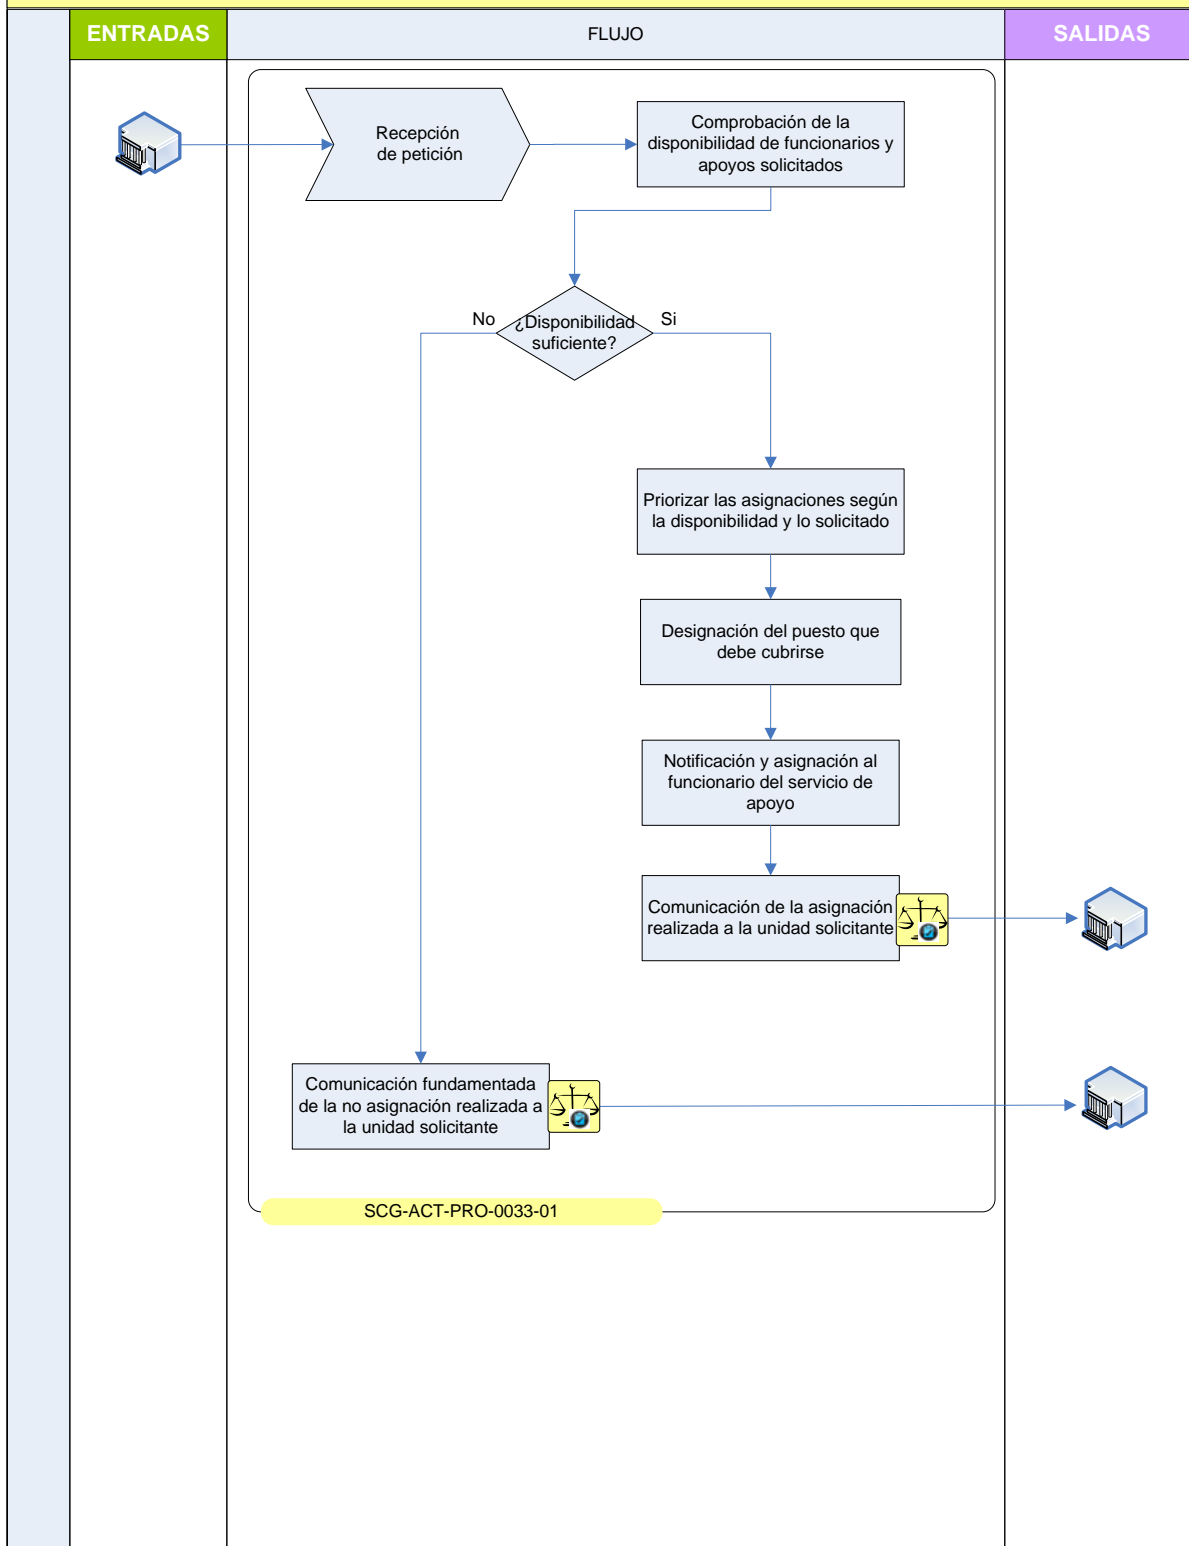 ENTRADAS
FLUJO
SALIDAS
Recepción
de petición
Comprobación de la
disponibilidad de funcionarios y
apoyos solicitados
No
¿Disponibilidad
suficiente?
Si
Priorizar las asignaciones según
la disponibilidad y lo solicitado
Designación del puesto que
debe cubrirse
Notificación y asignación al
funcionario del servicio de
apoyo
Comunicación de la asignación
realizada a la unidad solicitante
Comunicación fundamentada
de la no asignación realizada a
la unidad solicitante
SCG-ACT-PRO-0033-01